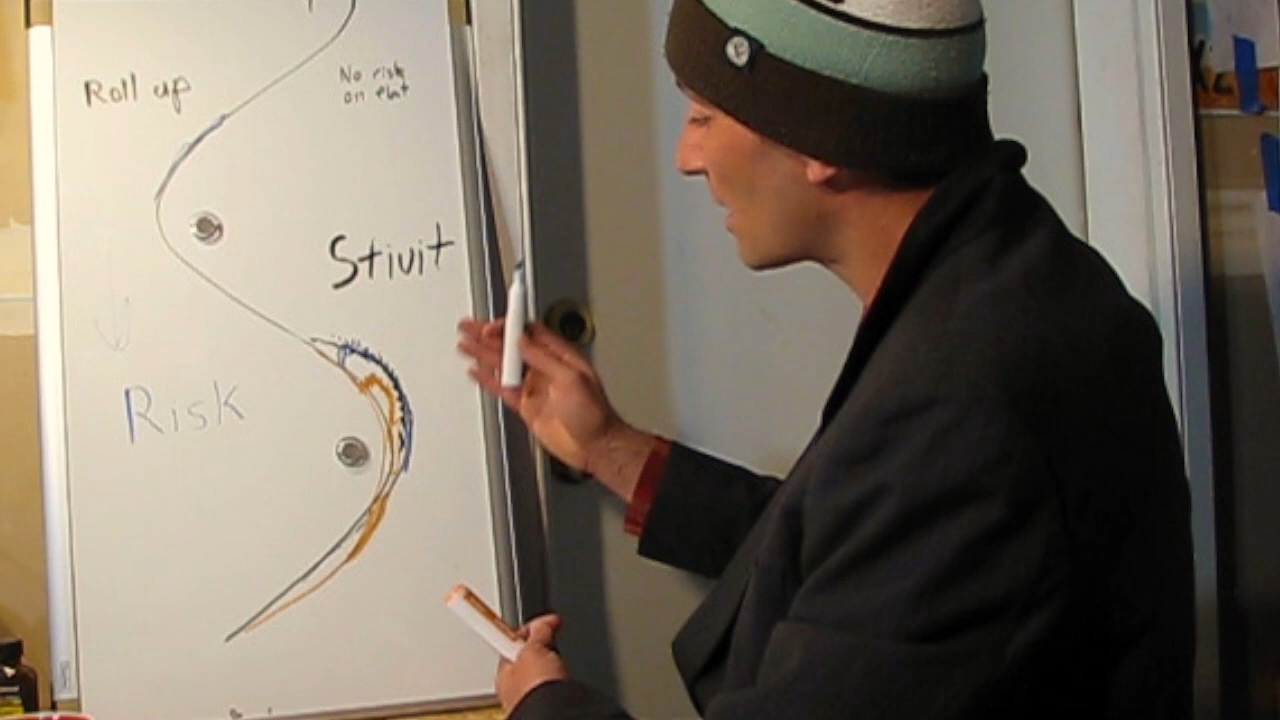 Roll up
No risk
on flat
Stivit
Risk